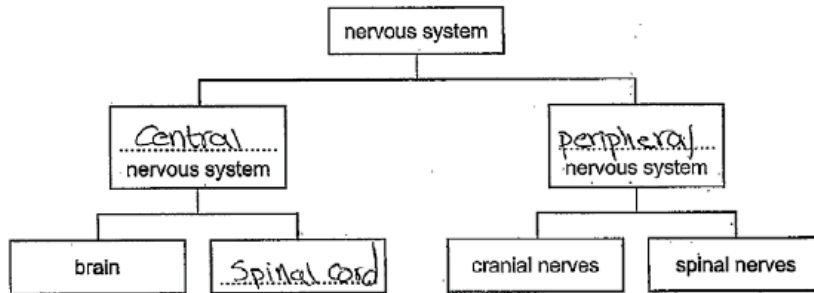 nervous system
Central
nervous system
peripheral
nervous system
brain
Spinal cord
cranial nerves
spinal nerves